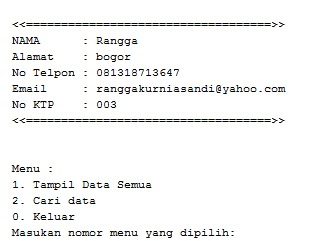 <<===================================>>
NAMA      : Rangga
Alamat    : bogor
No Telpon : 081318713647
Email     : ranggakurniasandi@yahoo.com
No KTP    : 003
<<===================================>>
Menu :
1. Tampil Data Semua
2. Cari data
0. Keluar
Masukan nomor menu yang dipilih: